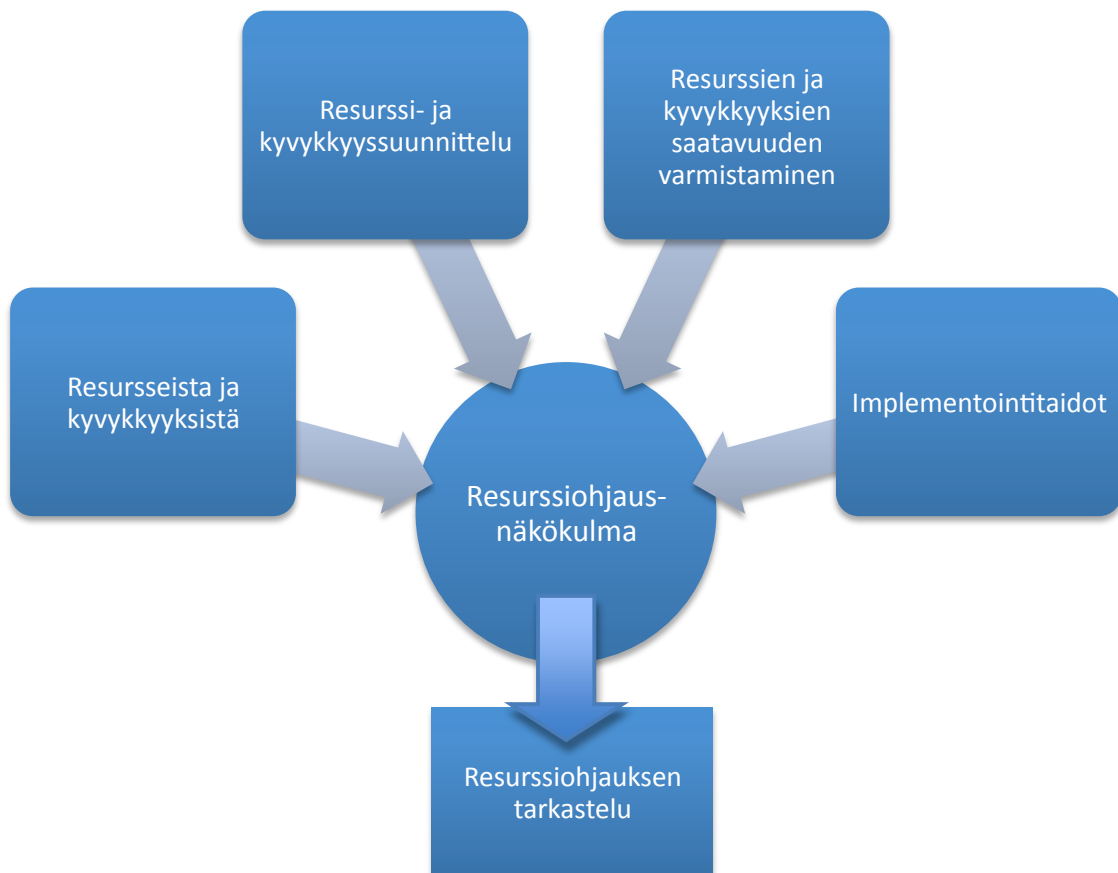 Resurssi- ja
kyvykkyyssuunnittelu
Resurssien ja
kyvykkyyksien
saatavuuden
varmistaminen
Resursseista ja
kyvykkyyksistä
Implementointitaidot
Resurssiohjaus-
näkökulma
Resurssiohjauksen
tarkastelu